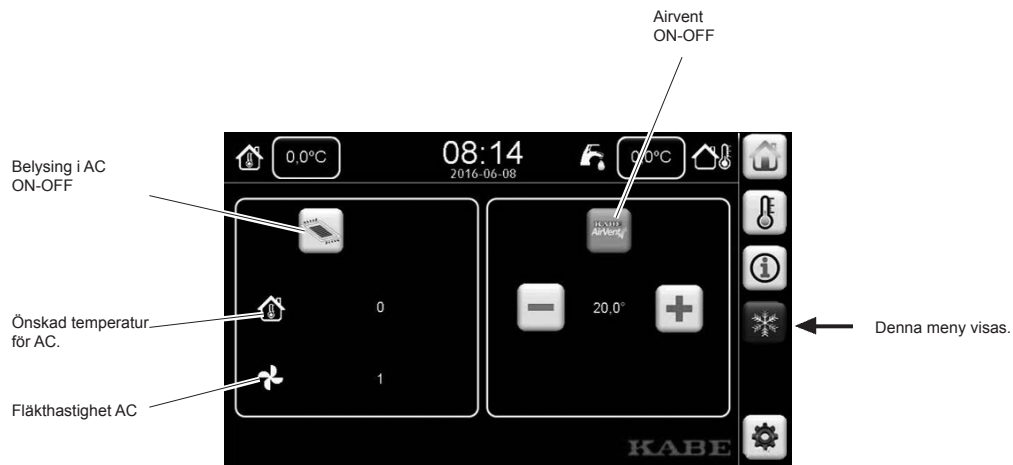 Airvent
ON-OFF
Belysing i AC
ON-OFF
0,0°C
08:14
2016-06-08
0,0°C
KABE
AirVent
Önskad temperatur
för AC.
0
20,0°
Denna meny visas.
Fläkthastighet AC
1
KABE